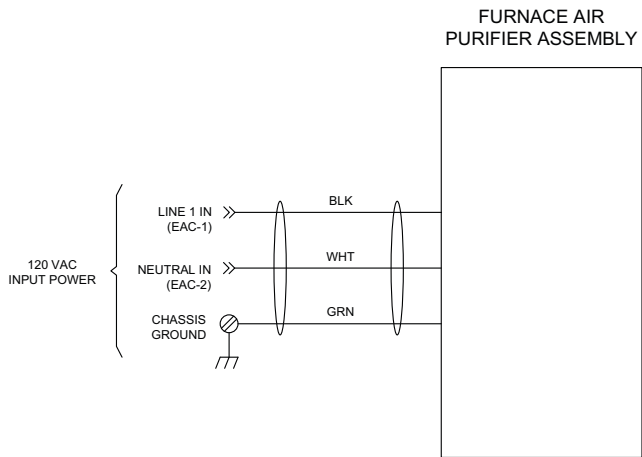 FURNACE AIR
PURIFIER ASSEMBLY
BLK
LINE 1 IN
(EAC-1)
WHT
120 VAC
INPUT POWER
NEUTRAL IN
(EAC-2)
GRN
CHASSIS
GROUND